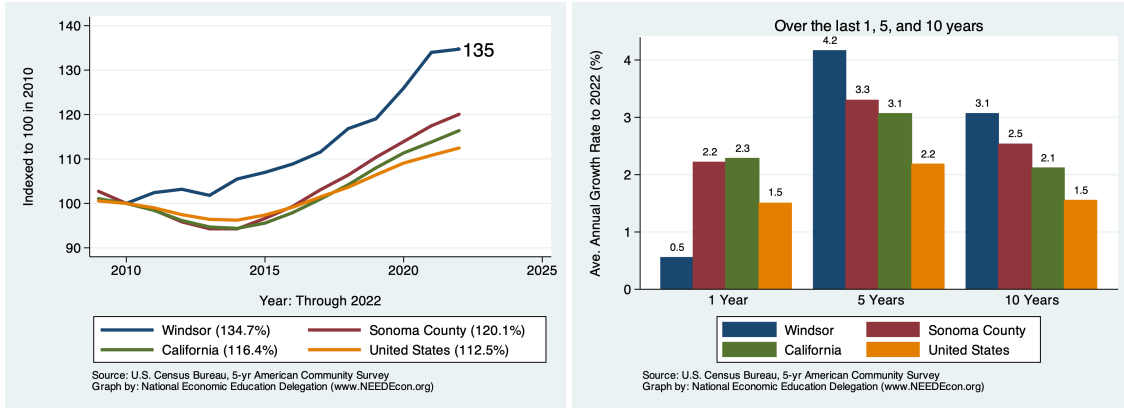 140
130
120
110
100
90
Indexed to 100 in 2010
135
2010
2015
2020
2025
Year: Through 2022
Windsor (134.7%)
Sonoma County (120.1%)
California (116.4%)
United States (112.5%)
Source: U.S. Census Bureau, 5-yr American Community Survey
Graph by: National Economic Education Delegation (www.NEEDEcon.org)
Over the last 1, 5, and 10 years
Ave. Annual Growth Rate to 2022 (%)
4
3
2
1
0
0.5
2.2
2.3
1.5
4.2
3.3
3.1
2.2
3.1
2.5
2.1
1.5
1 Year
5 Years
10 Years
Windsor
Sonoma County
California
United States
Source: U.S. Census Bureau, 5-yr American Community Survey
Graph by: National Economic Education Delegation (www.NEEDEcon.org)